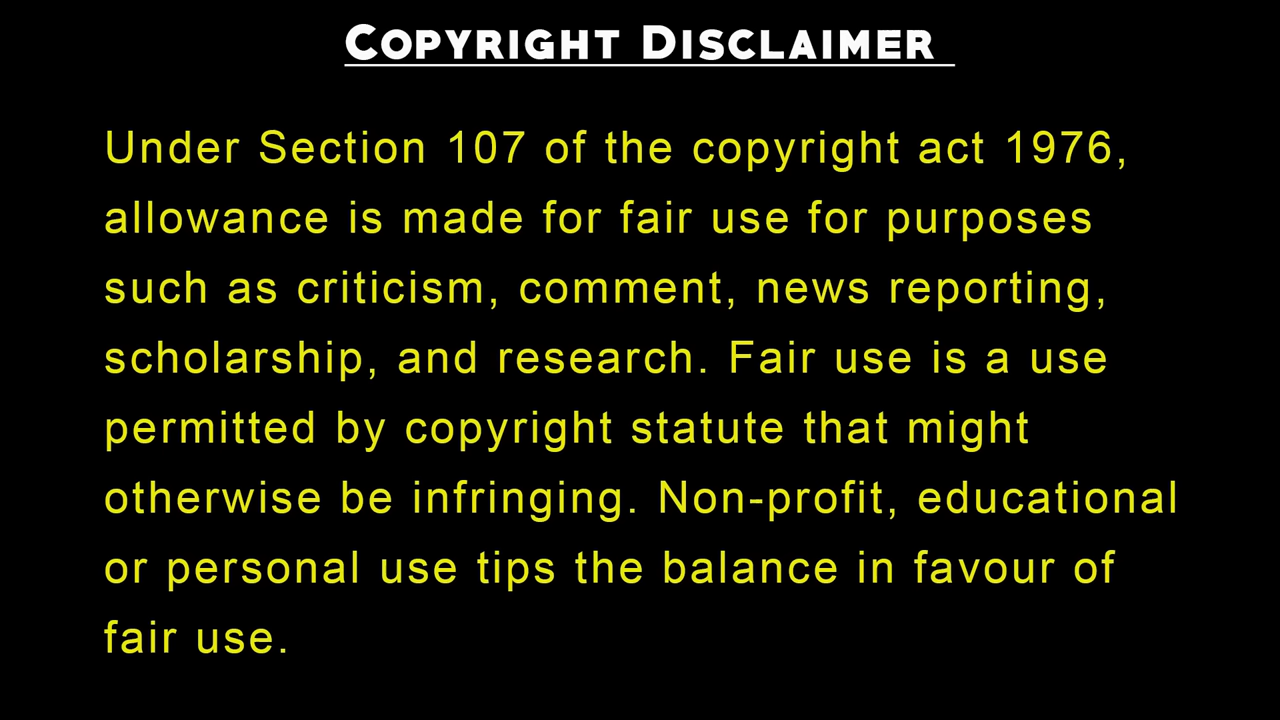 Copyright Disclaimer
Under Section 107 of the copyright act 1976,
allowance is made for fair use for purposes
such as criticism, comment, news reporting,
scholarship, and research. Fair use is a use
permitted by copyright statute that might
otherwise be infringing. Non-profit, educational
or personal use tips the balance in favour of
fair use.